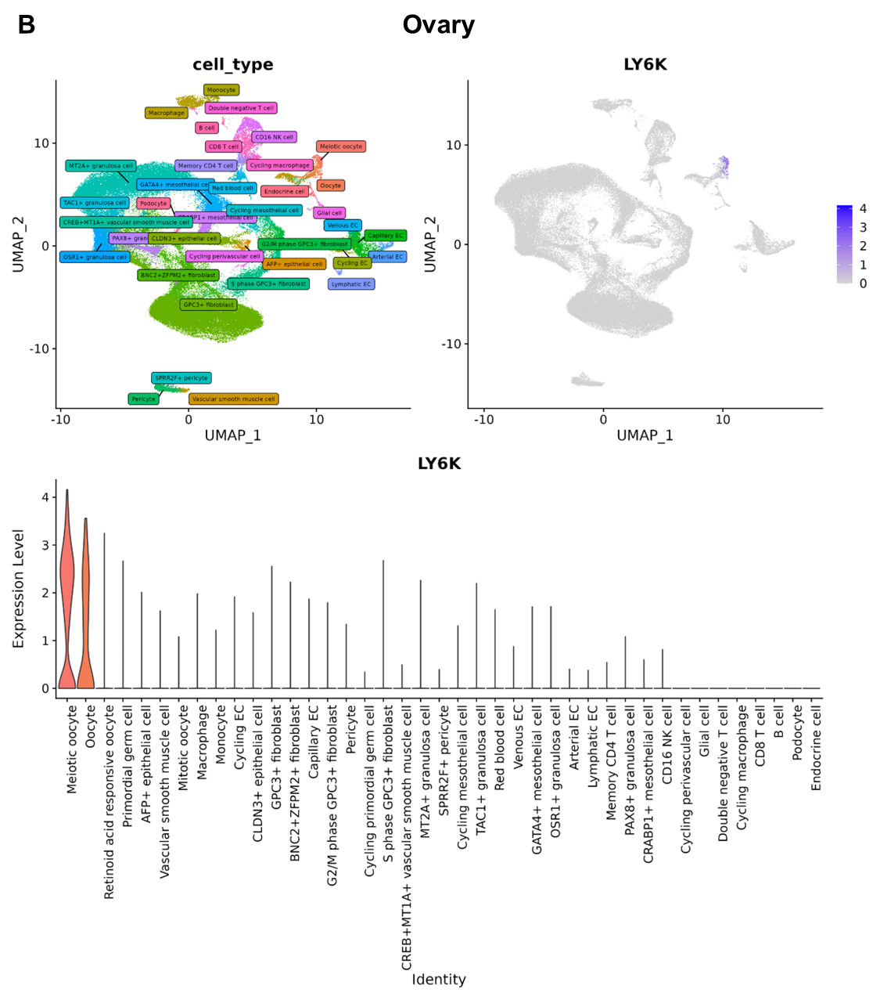 B
Ovary
cell_type
LY6K
UMAP_2
10
0
-10
-10
0
10
UMAP_1
Monocyte
Macrophage
Double negative T cell
B cell
CD16 NK cell
CD8 T cell
Meiotic oocyte
MT2A+ granulosa cell
Memory CD4 T cell
Cycling macrophage
GATA4+ mesothelial cell
Red blood cell
Oocyte
Endocrine cell
TAC1+ granulosa cell
Podocyte
Cycling mesothelial cell
Glial cell
CREB+MT1A+ vascular smooth muscle cell
mesothelial cell
Venous EC
PAX8+ gran
CLDN3+ epithelial cell
G2/M phase GPC3+ fibroblast
Capillary EC
OSR1+ granulosa cell
Cycling perivascular cell
AFP+ epithelial cell
Cycling EC
Arterial EC
BNC2+ZFPM2+ fibroblast
S phase GPC3+ fibroblast
Lymphatic EC
GPC3+ fibroblast
SPRR2F+ pericyte
Pericyte
Vascular smooth muscle cell
UMAP_2
10
0
-10
-10
0
10
UMAP_1
4
3
2
1
0
LY6K
Expression Level
4
3
2
1
0
Meiotic oocyte
Oocyte
Retinoid acid responsive oocyte
Primordial germ cell
AFP+ epithelial cell
Vascular smooth muscle cell
Mitotic oocyte
Macrophage
Monocyte
Cycling EC
CLDN3+ epithelial cell
GPC3+ fibroblast
BNC2+ZFPM2+ fibroblast
Capillary EC
G2/M phase GPC3+ fibroblast
Pericyte
Cycling primordial germ cell
S phase GPC3+ fibroblast
CREB+MT1A+ vascular smooth muscle cell
MT2A+ granulosa cell
SPRR2F+ pericyte
Cycling mesothelial cell
TAC1+ granulosa cell
Red blood cell
Venous EC
GATA4+ mesothelial cell
OSR1+ granulosa cell
Arterial EC
Lymphatic EC
Memory CD4 T cell
PAX8+ granulosa cell
CRABP1+ mesothelial cell
CD16 NK cell
Cycling perivascular cell
Glial cell
Double negative T cell
Cycling macrophage
CD8 T cell
B cell
Podocyte
Endocrine cell
Identity